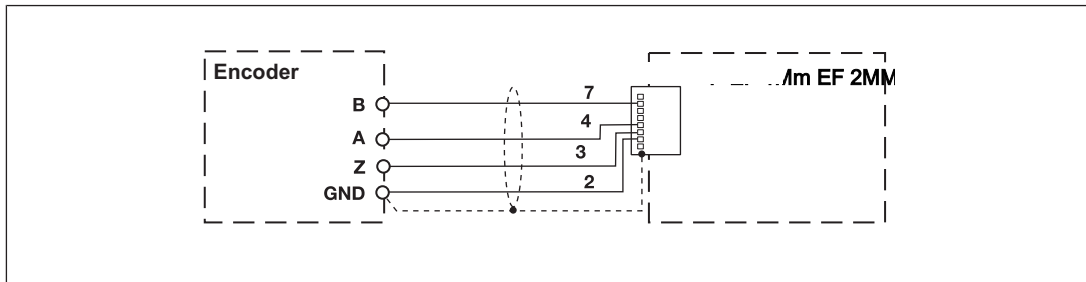 Encoder
EF 2MM
B 7
A 4
Z 3
GND 2